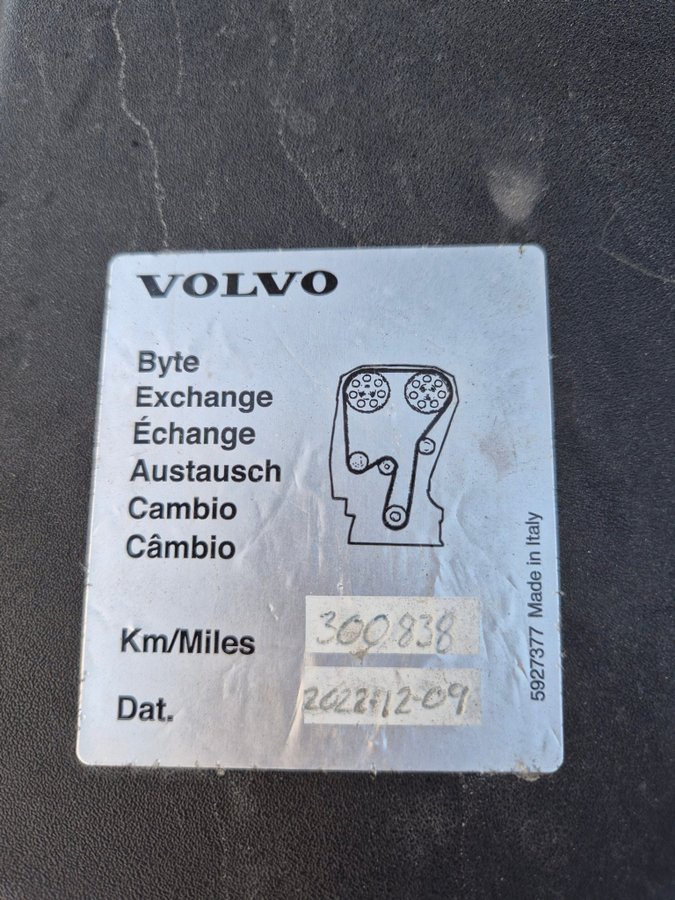 VOLVO
Byte
Exchange
Échange
Austausch
Cambio
Câmbio
Km/Miles 300 838
Dat. 2022-12-09
5927377 Made in Italy